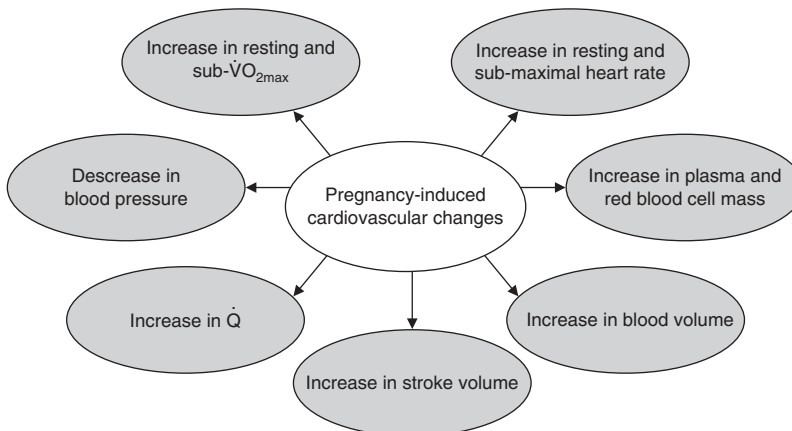 Increase in resting and
sub-V̇O₂max
Increase in resting and
sub-maximal heart rate
Descrease in
blood pressure
Pregnancy-induced
cardiovascular changes
Increase in plasma and
red blood cell mass
Increase in Q̇
Increase in blood volume
Increase in stroke volume